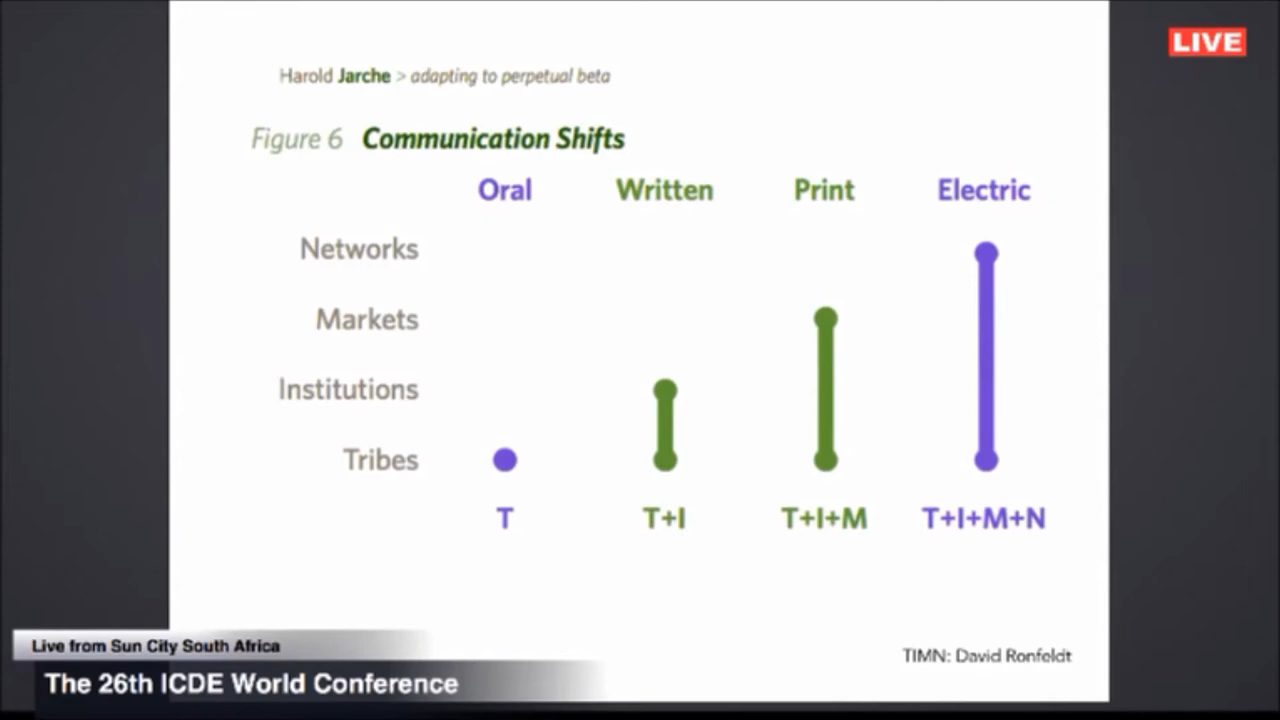 LIVE
Harold Jarche > adapting to perpetual beta
Figure 6 Communication Shifts
Oral Written Print Electric
Networks
Markets
Institutions
Tribes
T T+I T+I+M T+I+M+N
TIMN: David Ronfeldt
Live from Sun City South Africa
The 26th ICDE World Conference